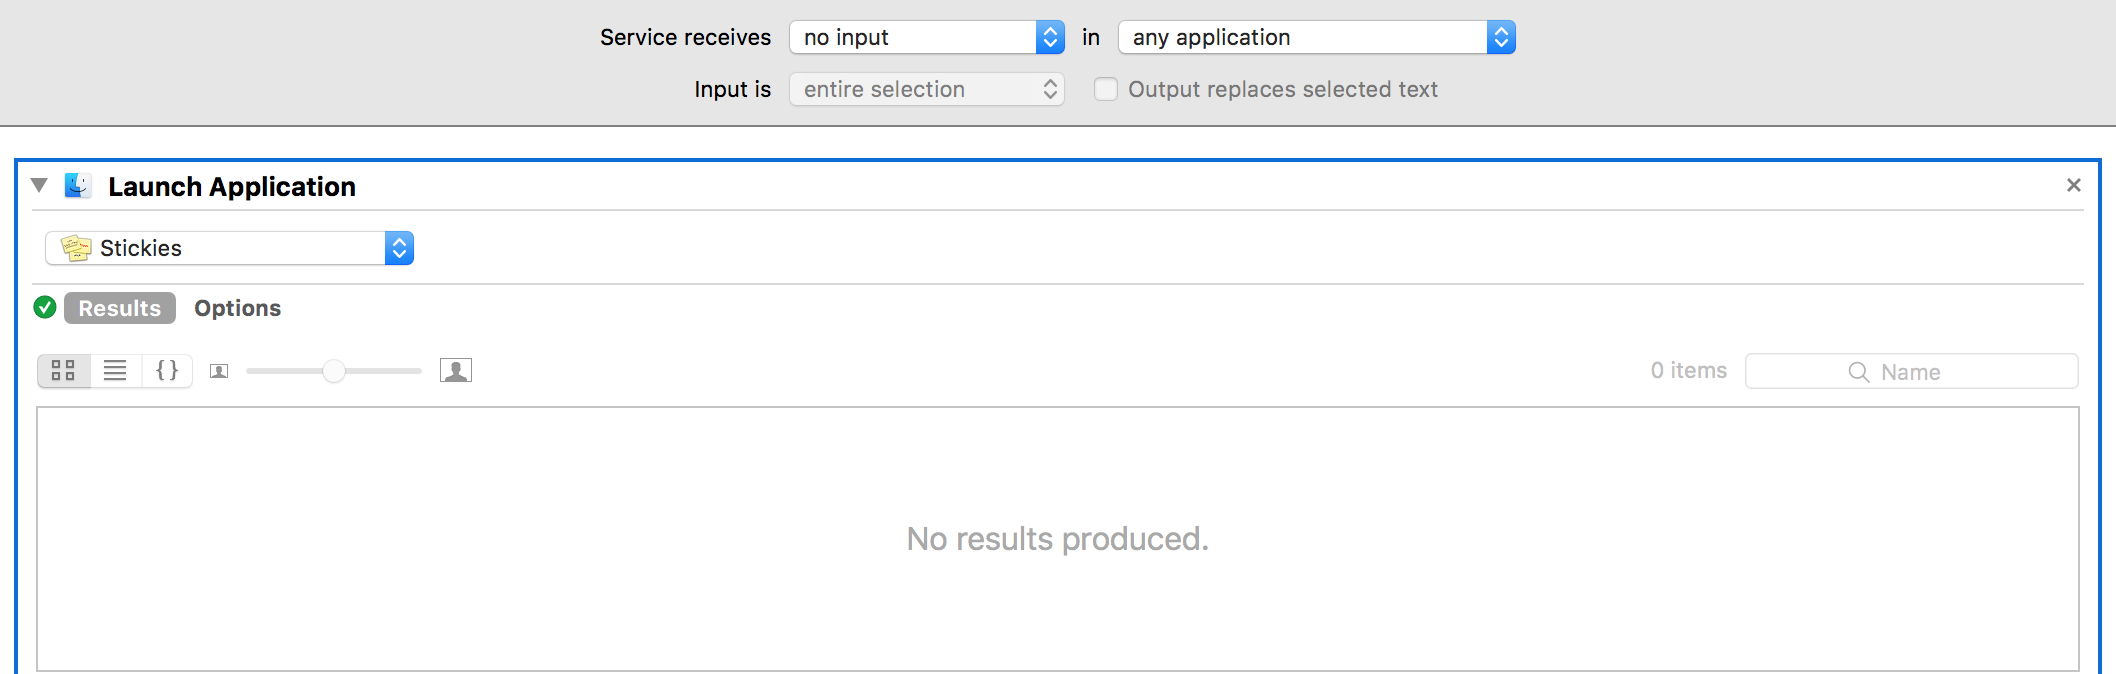 Service receives no input in any application
Input is entire selection Output replaces selected text
Launch Application
Stickies
Results Options
{} 0 items Name
No results produced.